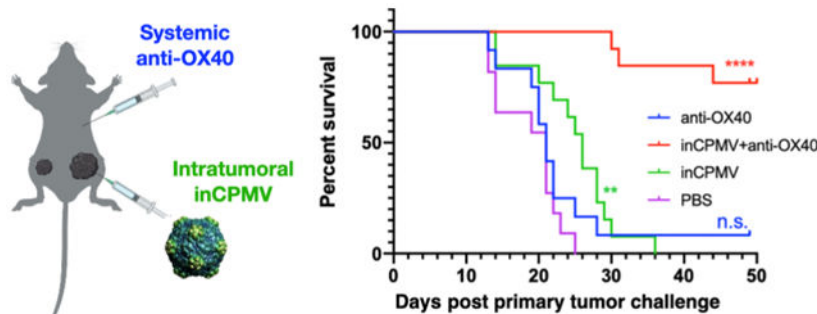 Systemic
anti-OX40
Intratumoral
inCPMV
Percent survival
100
50
0
****
anti-OX40
inCPMV+anti-OX40
inCPMV
PBS
**
n.s.
0 10 20 30 40 50
Days post primary tumor challenge